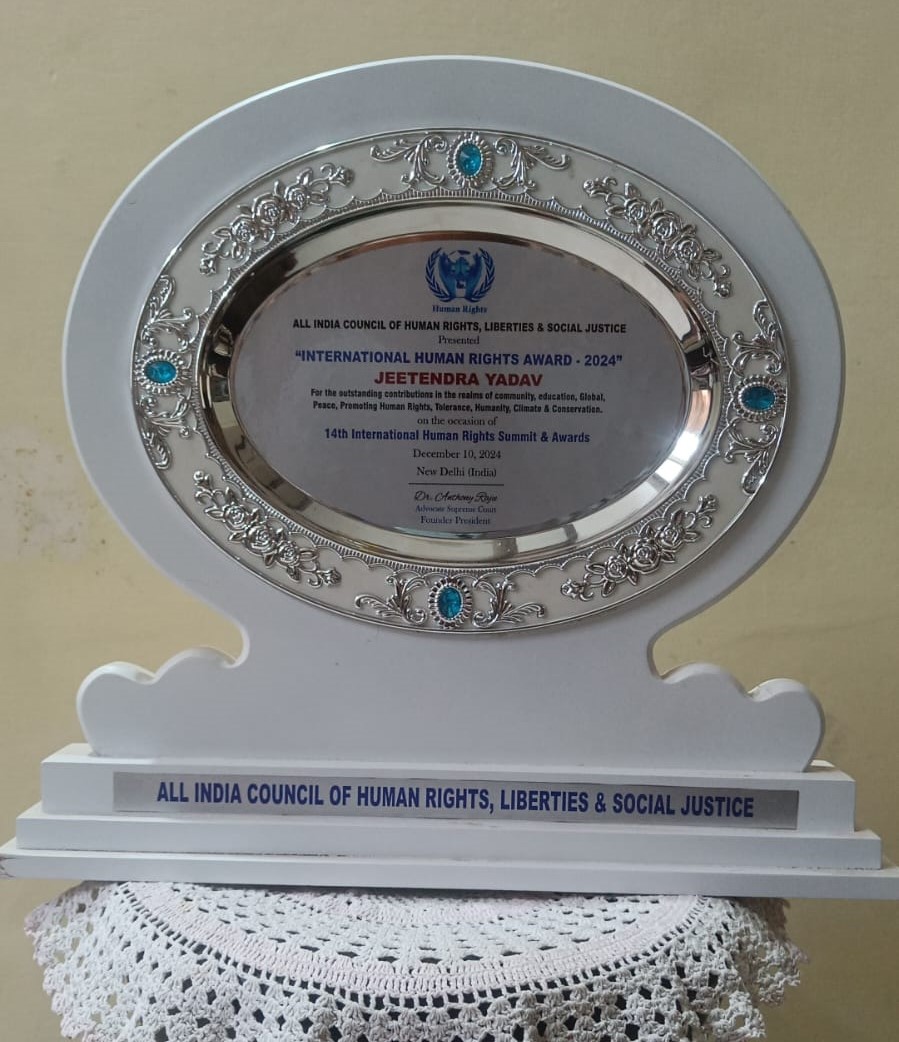 Human Rights
ALL INDIA COUNCIL OF HUMAN RIGHTS, LIBERTIES & SOCIAL JUSTICE
Presented
“INTERNATIONAL HUMAN RIGHTS AWARD - 2024”
JEETENDRA YADAV
For the outstanding contributions in the realms of community, education, Global,
Peace, Promoting Human Rights, Tolerance, Humanity, Climate & Conservation.
on the occasion of
14th International Human Rights Summit & Awards
December 10, 2024
New Delhi (India)
Dr. Anthony Raju
Advocate Supreme Court
Founder President
ALL INDIA COUNCIL OF HUMAN RIGHTS, LIBERTIES & SOCIAL JUSTICE